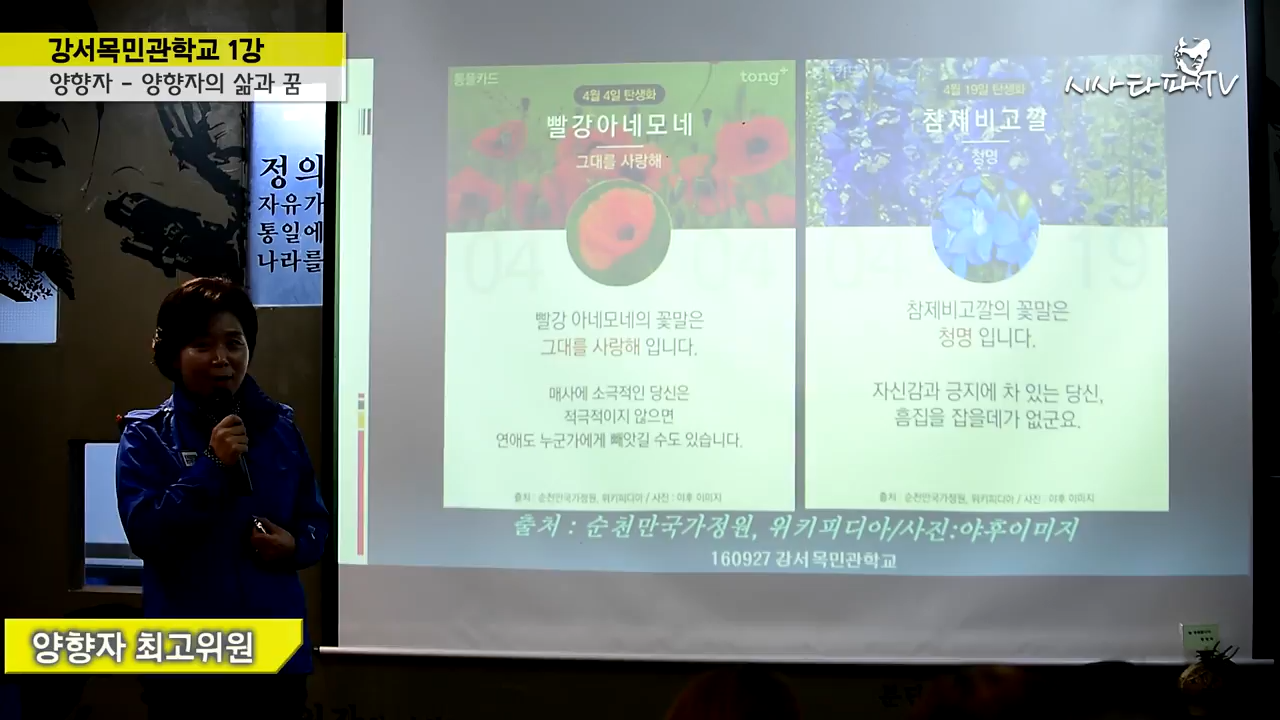 강서목민관학교 1강
양향자 - 양향자의 삶과 꿈
시사타파TV
정의
자유가
통일에
나라를
통통카드
tong+
4월 4일 탄생화
빨강아네모네
그대를 사랑해
04
빨강 아네모네의 꽃말은
그대를 사랑해 입니다.
매사에 소극적인 당신은
적극적이지 않으면
연애도 누군가에게 빼앗길 수도 있습니다.
출처 : 순천만국가정원, 위키피디아 / 사진 : 야후 이미지
4월 19일 탄생화
참제비고깔
청명
19
참제비고깔의 꽃말은
청명 입니다.
자신감과 긍지에 차 있는 당신,
흠집을 잡을데가 없군요.
출처 : 순천만국가정원, 위키피디아 / 사진 : 야후 이미지
출처 : 순천만국가정원, 위키피디아/사진:야후이미지
160927 강서목민관학교
양향자 최고위원